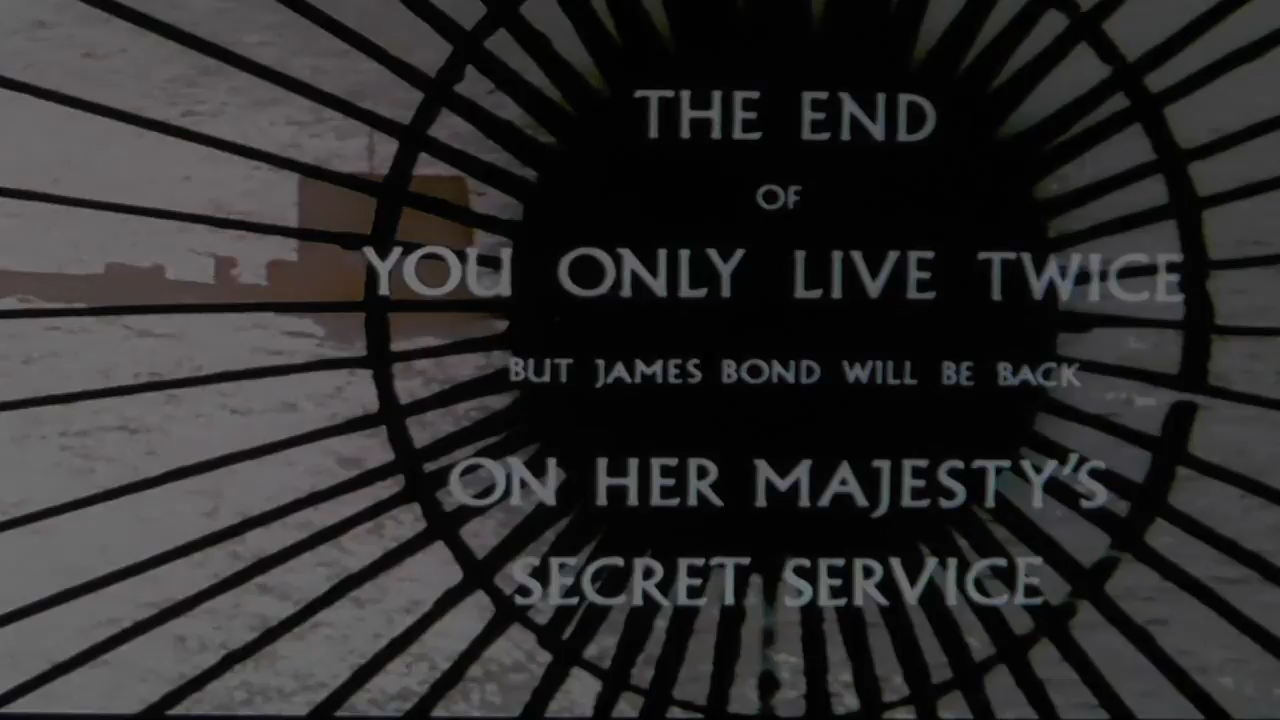 THE END
OF
YOU ONLY LIVE TWICE
BUT JAMES BOND WILL BE BACK
ON HER MAJESTY'S
SECRET SERVICE